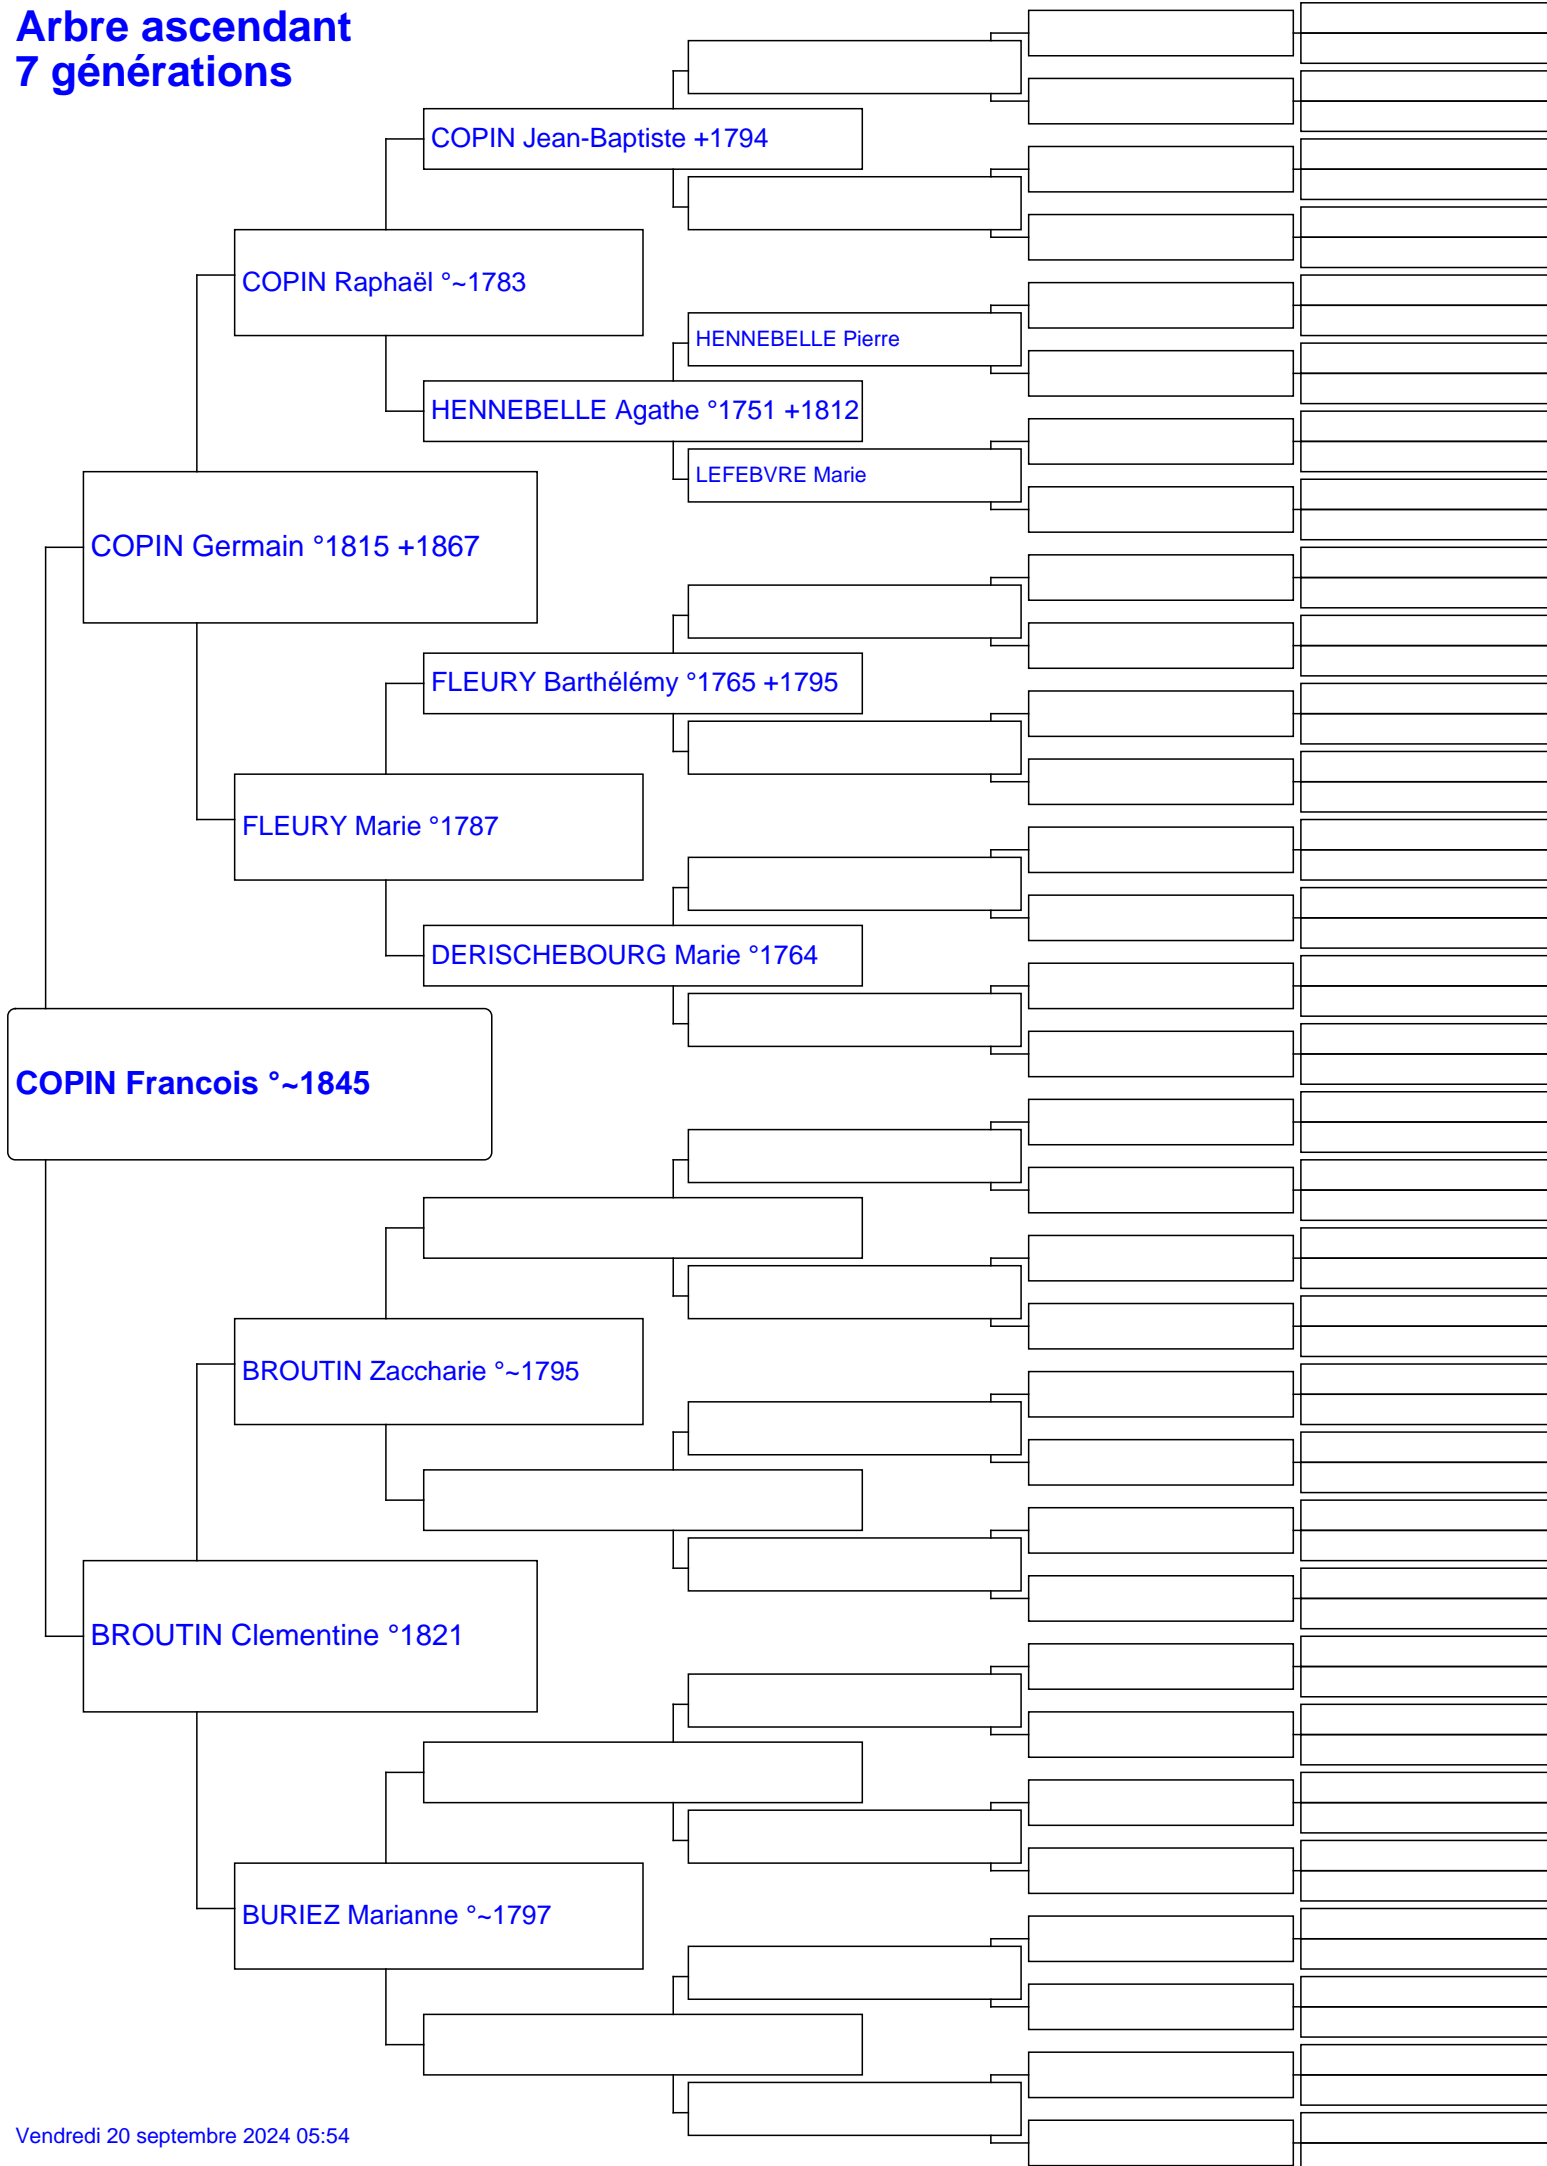 Arbre ascendant
7 générations
COPIN Jean-Baptiste +1794
COPIN Raphaël °~1783
HENNEBELLE Pierre
HENNEBELLE Agathe °1751 +1812
LEFEBVRE Marie
COPIN Germain °1815 +1867
FLEURY Barthélémy °1765 +1795
FLEURY Marie °1787
DERISCHEBOURG Marie °1764
COPIN Francois °~1845
BROUTIN Zaccharie °~1795
BROUTIN Clementine °1821
BURIEZ Marianne °~1797
Vendredi 20 septembre 2024 05:54